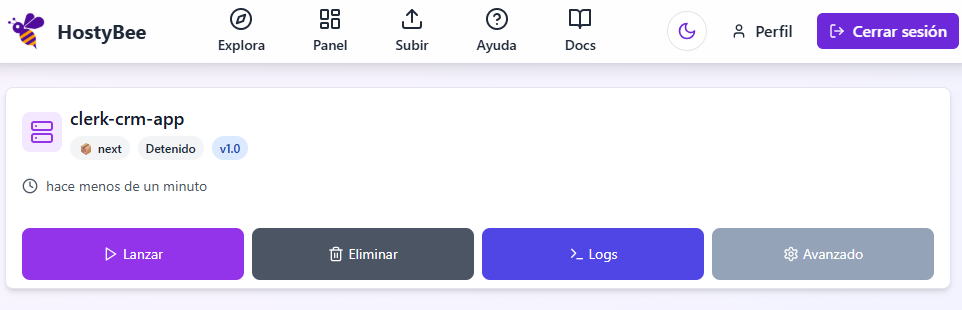 HostyBee
Explora
Panel
Subir
Ayuda
Docs
Perfil
Cerrar sesión
clerk-crm-app
next
Detenido
v1.0
hace menos de un minuto
Lanzar
Eliminar
Logs
Avanzado